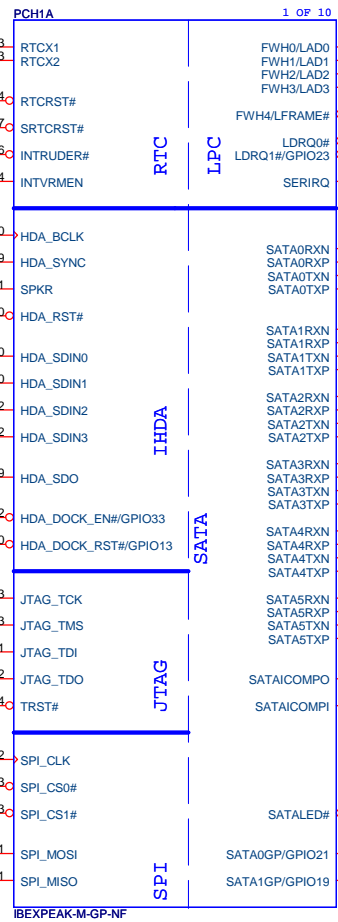 PCH1A
1 OF 10
RTCX1
RTCX2
RTCRST#
SRTCRST#
INTRUDER#
INTVRMEN
RTC
LPC
FWH0/LAD0
FWH1/LAD1
FWH2/LAD2
FWH3/LAD3
FWH4/LFRAME#
LDRQ0#
LDRQ1#/GPIO23
SERIRQ
HDA_BCLK
HDA_SYNC
SPKR
HDA_RST#
HDA_SDIN0
HDA_SDIN1
HDA_SDIN2
HDA_SDIN3
HDA_SDO
HDA_DOCK_EN#/GPIO33
HDA_DOCK_RST#/GPIO13
IHDA
SATA
SATA0RXN
SATA0RXP
SATA0TXN
SATA0TXP
SATA1RXN
SATA1RXP
SATA1TXN
SATA1TXP
SATA2RXN
SATA2RXP
SATA2TXN
SATA2TXP
SATA3RXN
SATA3RXP
SATA3TXN
SATA3TXP
SATA4RXN
SATA4RXP
SATA4TXN
SATA4TXP
SATA5RXN
SATA5RXP
SATA5TXN
SATA5TXP
SATAICOMPO
SATAICOMPI
SATALED#
SATA0GP/GPIO21
SATA1GP/GPIO19
JTAG_TCK
JTAG_TMS
JTAG_TDI
JTAG_TDO
TRST#
JTAG
SPI_CLK
SPI_CS0#
SPI_CS1#
SPI_MOSI
SPI_MISO
SPI
IBEXPEAK-M-GP-NF